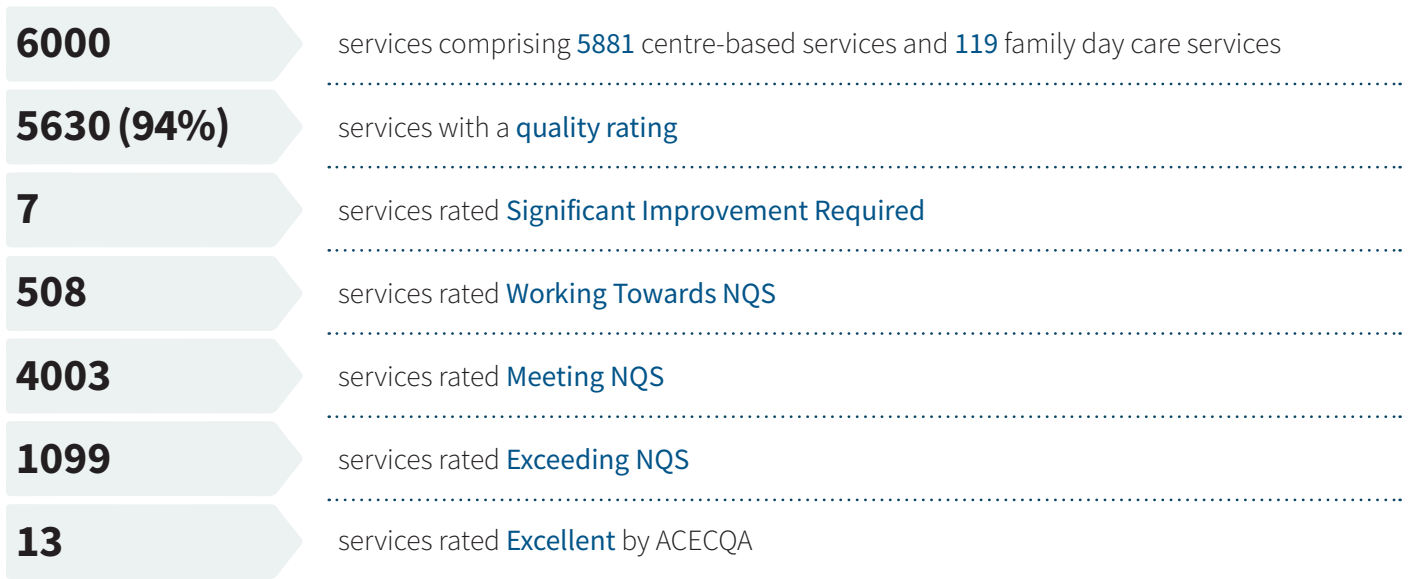 6000 services comprising 5881 centre-based services and 119 family day care services
5630 (94%) services with a quality rating
7 services rated Significant Improvement Required
508 services rated Working Towards NQS
4003 services rated Meeting NQS
1099 services rated Exceeding NQS
13 services rated Excellent by ACECQA